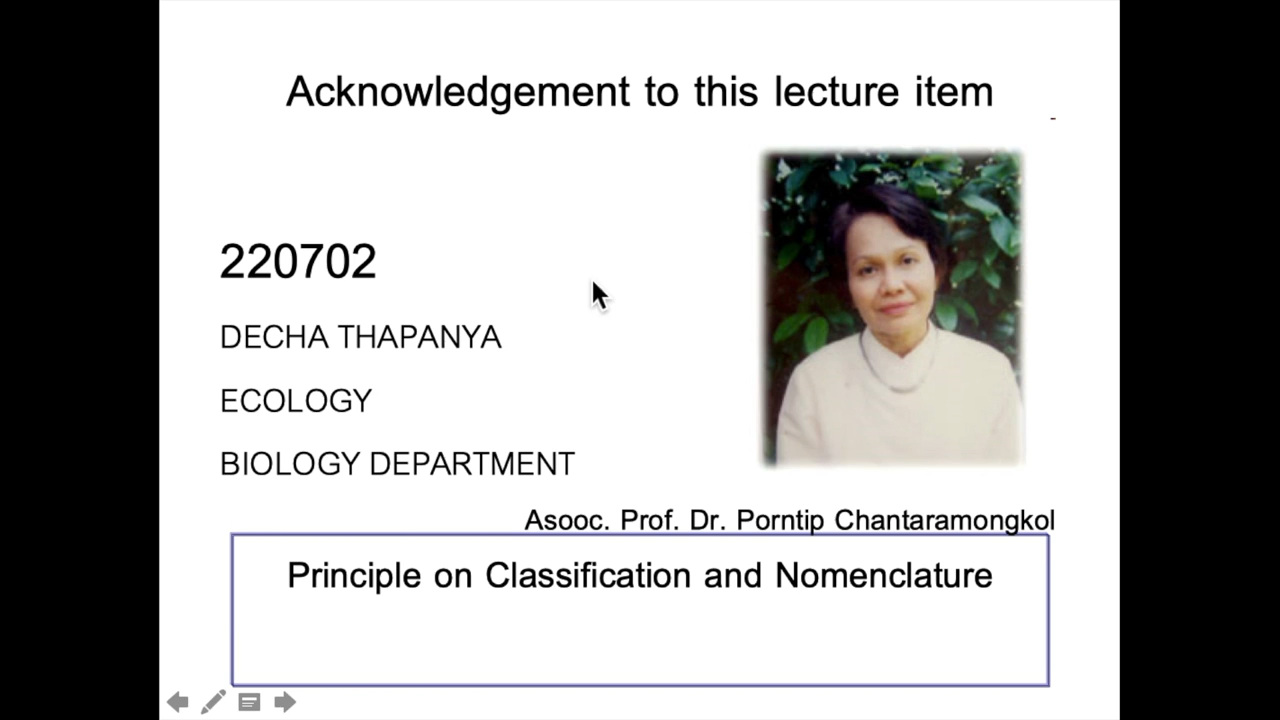 Acknowledgement to this lecture item
-
220702
DECHA THAPANYA
ECOLOGY
BIOLOGY DEPARTMENT
Asooc. Prof. Dr. Porntip Chantaramongkol
Principle on Classification and Nomenclature